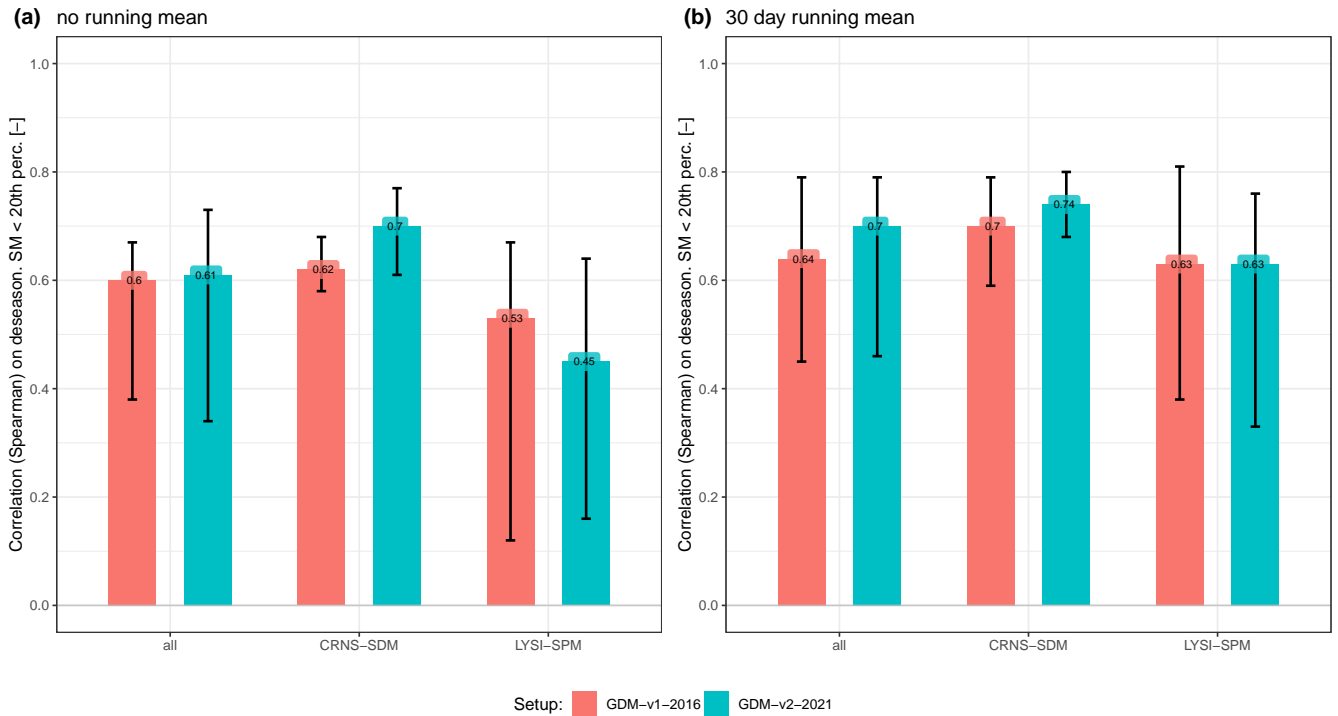 (a) no running mean
Correlation (Spearman) on deseason. SM < 20th perc. [−]
1.0
0.8
0.6
0.4
0.2
0.0
0.6
0.61
0.62
0.7
0.53
0.45
all
CRNS−SDM
LYSI−SPM
(b) 30 day running mean
Correlation (Spearman) on deseason. SM < 20th perc. [−]
1.0
0.8
0.6
0.4
0.2
0.0
0.64
0.7
0.7
0.74
0.63
0.63
all
CRNS−SDM
LYSI−SPM
Setup: GDM−v1−2016 GDM−v2−2021